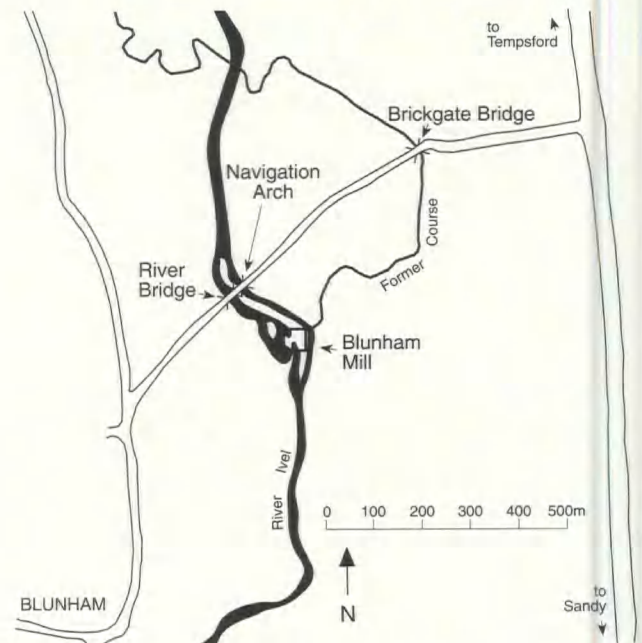 to
Tempsford
Brickgate Bridge
Navigation
Arch
Former Course
River
Bridge
Blunham
Mill
River Ivel
0 100 200 300 400 500m
BLUNHAM
N
to
Sandy